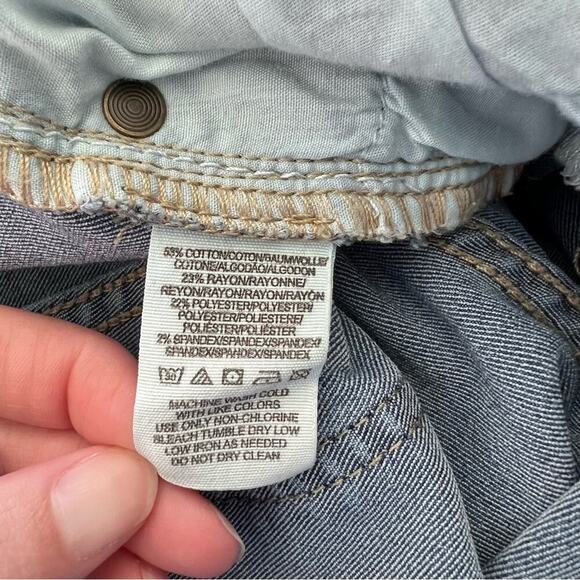 53% COTTON/COTON/BAUMWOLLE/
COTONE/ALGODÃO/ALGODON
23% RAYON/RAYONNE/
REYON/RAYON/RAYON/RAYÓN
22% POLYESTER/POLYESTER/
POLYESTER/POLIESTERE/
POLIÉSTER/POLIÉSTER
2% SPANDEX/SPANDEX/SPANDEX/
SPANDEX/SPANDEX/SPANDEX
MACHINE WASH COLD
WITH LIKE COLORS
USE ONLY NON-CHLORINE
BLEACH TUMBLE DRY LOW
LOW IRON AS NEEDED
DO NOT DRY CLEAN